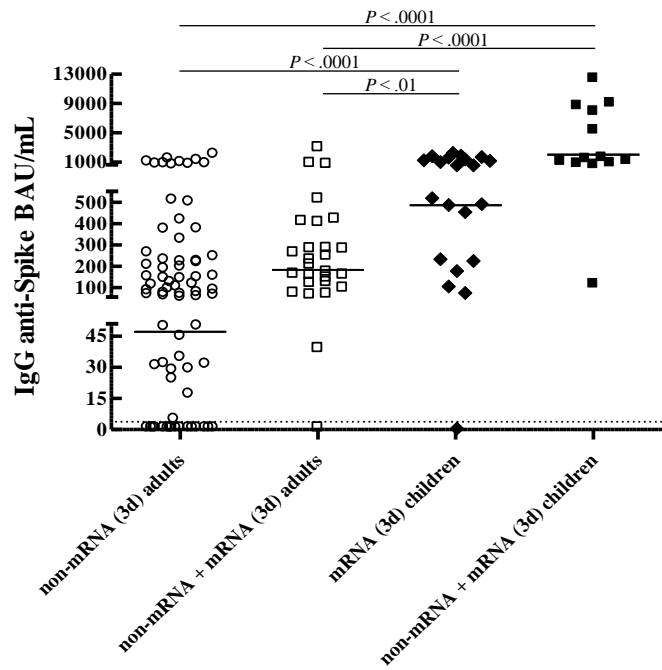 P < .0001
P < .0001
P < .0001
P < .01
IgG anti-Spike BAU/mL
13000
9000
5000
1000
500
400
300
200
100
45
30
15
0
non-mRNA (3d) adults
non-mRNA + mRNA (3d) adults
mRNA (3d) children
non-mRNA + mRNA (3d) children